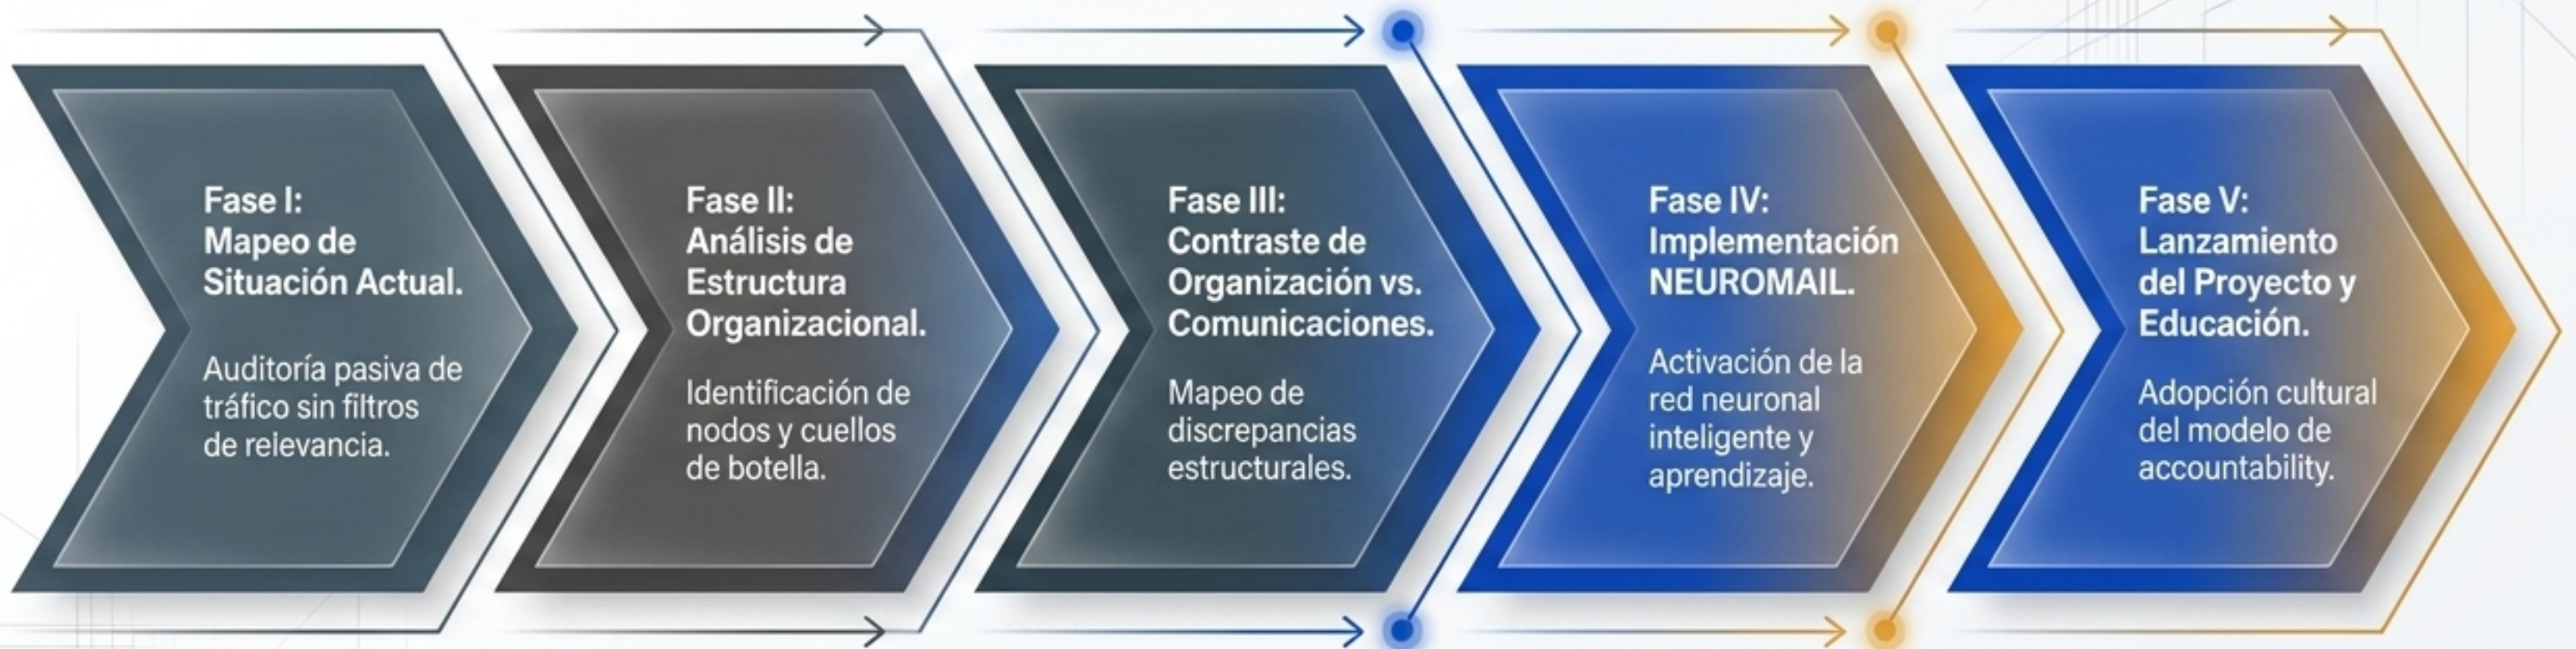 Fase I:
Mapeo de
Situación Actual.
Auditoría pasiva de
tráfico sin filtros
de relevancia.
Fase II:
Análisis de
Estructura
Organizacional.
Identificación de
nodos y cuellos
de botella.
Fase III:
Contraste de
Organización vs.
Comunicaciones.
Mapeo de
discrepancias
estructurales.
Fase IV:
Implementación
NEUROMAIL.
Activación de la
red neuronal
inteligente y
aprendizaje.
Fase V:
Lanzamiento
del Proyecto y
Educación.
Adopción cultural
del modelo de
accountability.